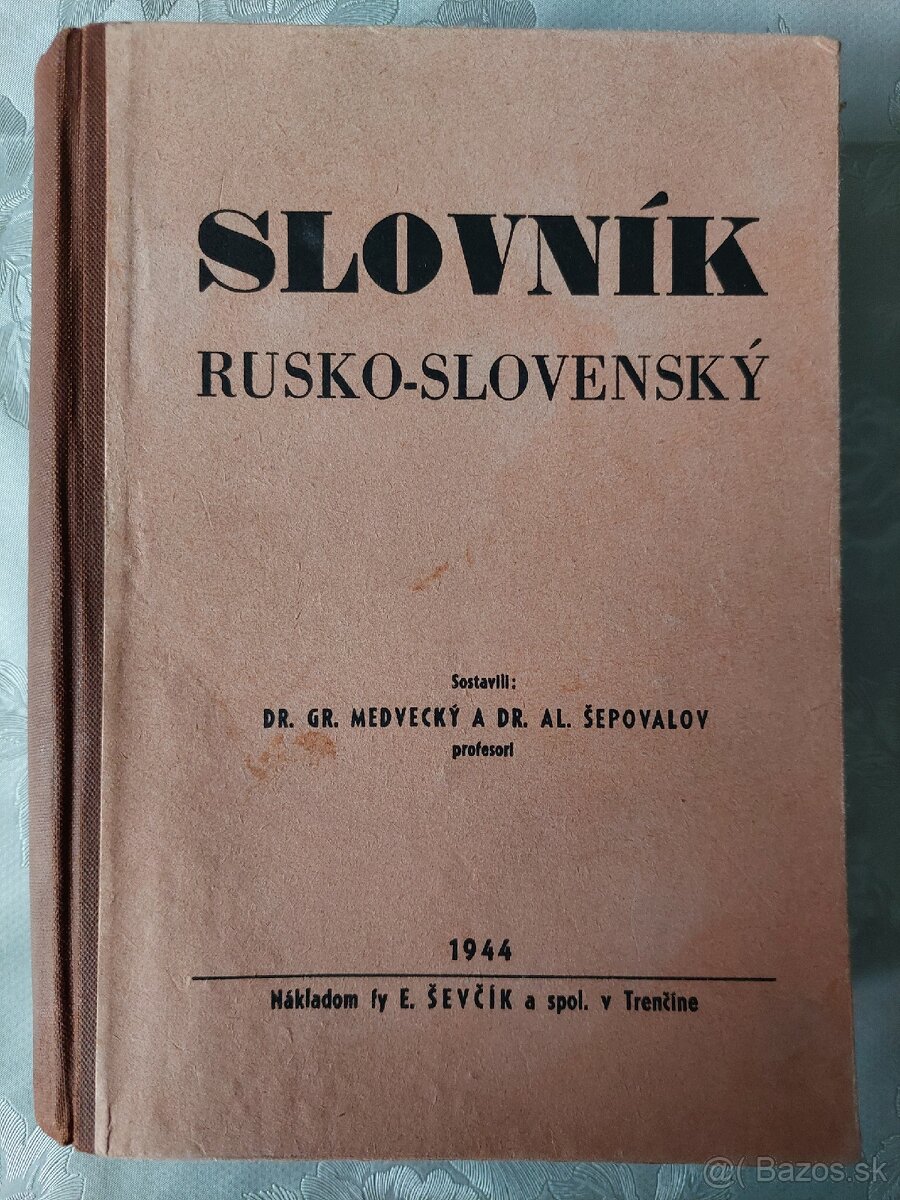 SLOVNÍK
RUSKO-SLOVENSKÝ
Sostavili:
DR. GR. MEDVECKÝ A DR. AL. ŠEPOVALOV
profesori
1944
Nákladom fy E. ŠEVČÍK a spol. v Trenčíne
@( Bazos.sk